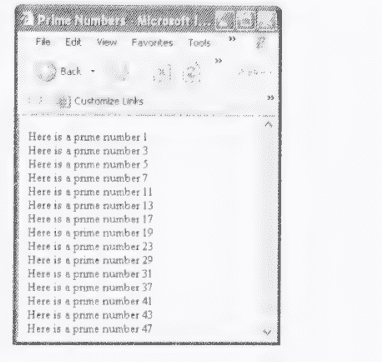 Prime Numbers - Microsoft I...
File Edit View Favorites Tools »
Back »
Customize Links »
Here is a prime number 1
Here is a prime number 3
Here is a prime number 5
Here is a prime number 7
Here is a prime number 11
Here is a prime number 13
Here is a prime number 17
Here is a prime number 19
Here is a prime number 23
Here is a prime number 29
Here is a prime number 31
Here is a prime number 37
Here is a prime number 41
Here is a prime number 43
Here is a prime number 47